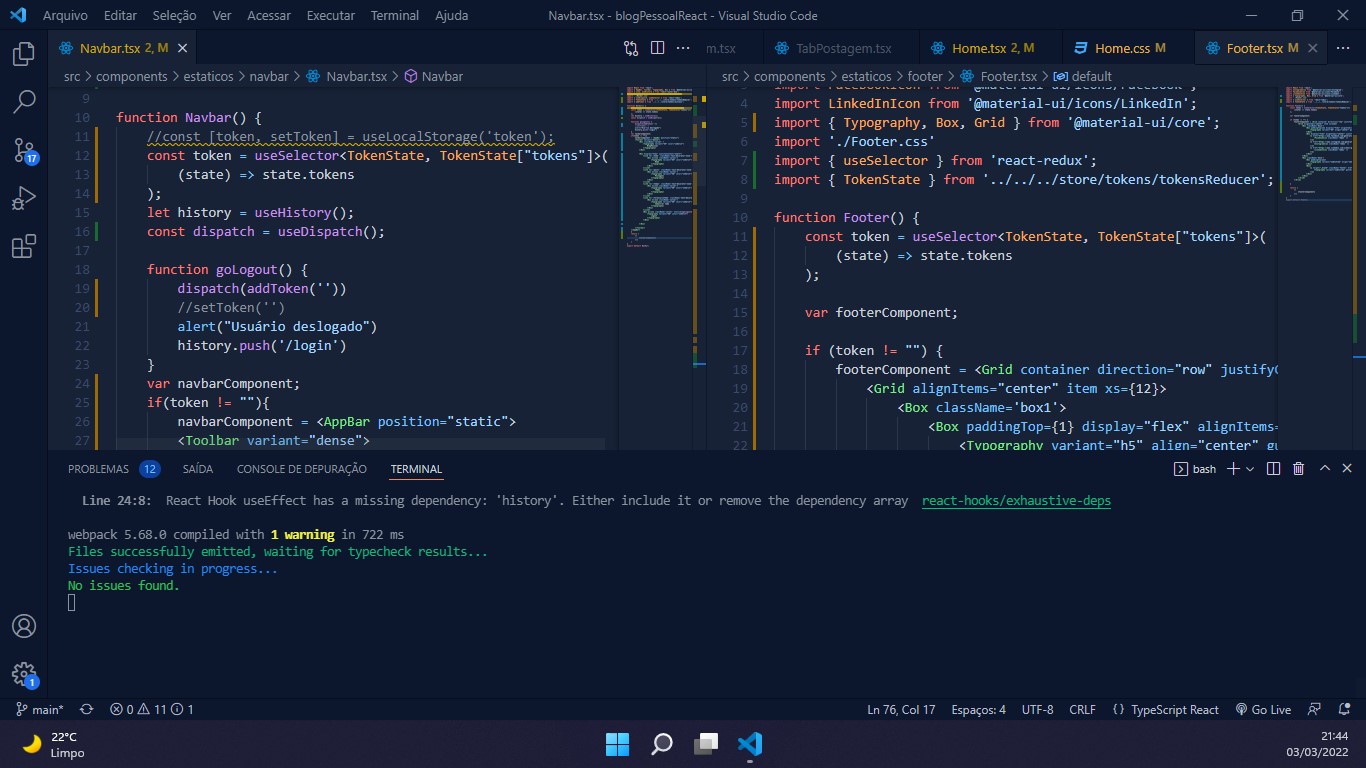 Arquivo Editar Seleção Ver Acessar Executar Terminal Ajuda Navbar.tsx - blogPessoalReact - Visual Studio Code
Navbar.tsx 2, M
m.tsx TabPostagem.tsx Home.tsx 2, M Home.css M Footer.tsx M
src > components > estaticos > navbar > Navbar.tsx > Navbar
9
10 function Navbar() {
11 //const [token, setToken] = useLocalStorage('token');
12 const token = useSelector<TokenState, TokenState["tokens"]>(
13 (state) => state.tokens
14 );
15 let history = useHistory();
16 const dispatch = useDispatch();
17
18 function goLogout() {
19 dispatch(addToken(''))
20 //setToken('')
21 alert("Usuário deslogado")
22 history.push('/login')
23 }
24 var navbarComponent;
25 if(token != ""){
26 navbarComponent = <AppBar position="static">
27 <Toolbar variant="dense">
src > components > estaticos > footer > Footer.tsx > default
3 import FacebookIcon from '@material-ui/icons/Facebook';
4 import LinkedInIcon from '@material-ui/icons/LinkedIn';
5 import { Typography, Box, Grid } from '@material-ui/core';
6 import './Footer.css'
7 import { useSelector } from 'react-redux';
8 import { TokenState } from '../../../store/tokens/tokensReducer';
9
10 function Footer() {
11 const token = useSelector<TokenState, TokenState["tokens"]>(
12 (state) => state.tokens
13 );
14
15 var footerComponent;
16
17 if (token != "") {
18 footerComponent = <Grid container direction="row" justifyC
19 <Grid alignItems="center" item xs={12}>
20 <Box className='box1'>
21 <Box paddingTop={1} display="flex" alignItems=
22 <Typography variant="h5" align="center" gu
PROBLEMAS 12 SAÍDA CONSOLE DE DEPURAÇÃO TERMINAL bash
Line 24:8: React Hook useEffect has a missing dependency: 'history'. Either include it or remove the dependency array react-hooks/exhaustive-deps
webpack 5.68.0 compiled with 1 warning in 722 ms
Files successfully emitted, waiting for typecheck results...
Issues checking in progress...
No issues found.
17
1
main* 0 11 1 Ln 76, Col 17 Espaços: 4 UTF-8 CRLF {} TypeScript React Go Live
22°C
Limpo
21:44
03/03/2022